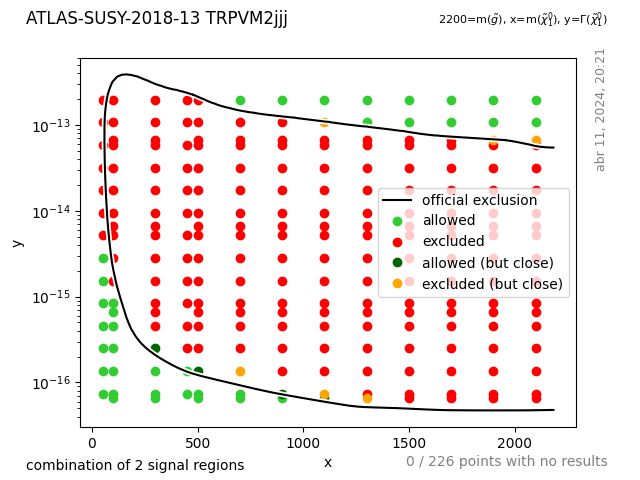 ATLAS-SUSY-2018-13 TRPVM2jjj
2200=m(g̃), x=m(χ̃₁⁰), y=Γ(χ̃₁⁰)
abr 11, 2024, 20:21
10⁻¹³
10⁻¹⁴
10⁻¹⁵
10⁻¹⁶
y
official exclusion
allowed
excluded
allowed (but close)
excluded (but close)
0
500
1000
1500
2000
x
combination of 2 signal regions
0 / 226 points with no results